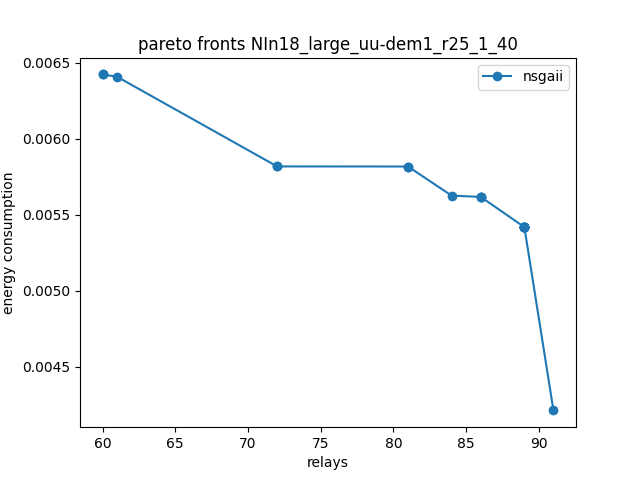 pareto fronts NIn18_large_uu-dem1_r25_1_40
nsgaii
energy consumption
0.0065
0.0060
0.0055
0.0050
0.0045
60 65 70 75 80 85 90
relays